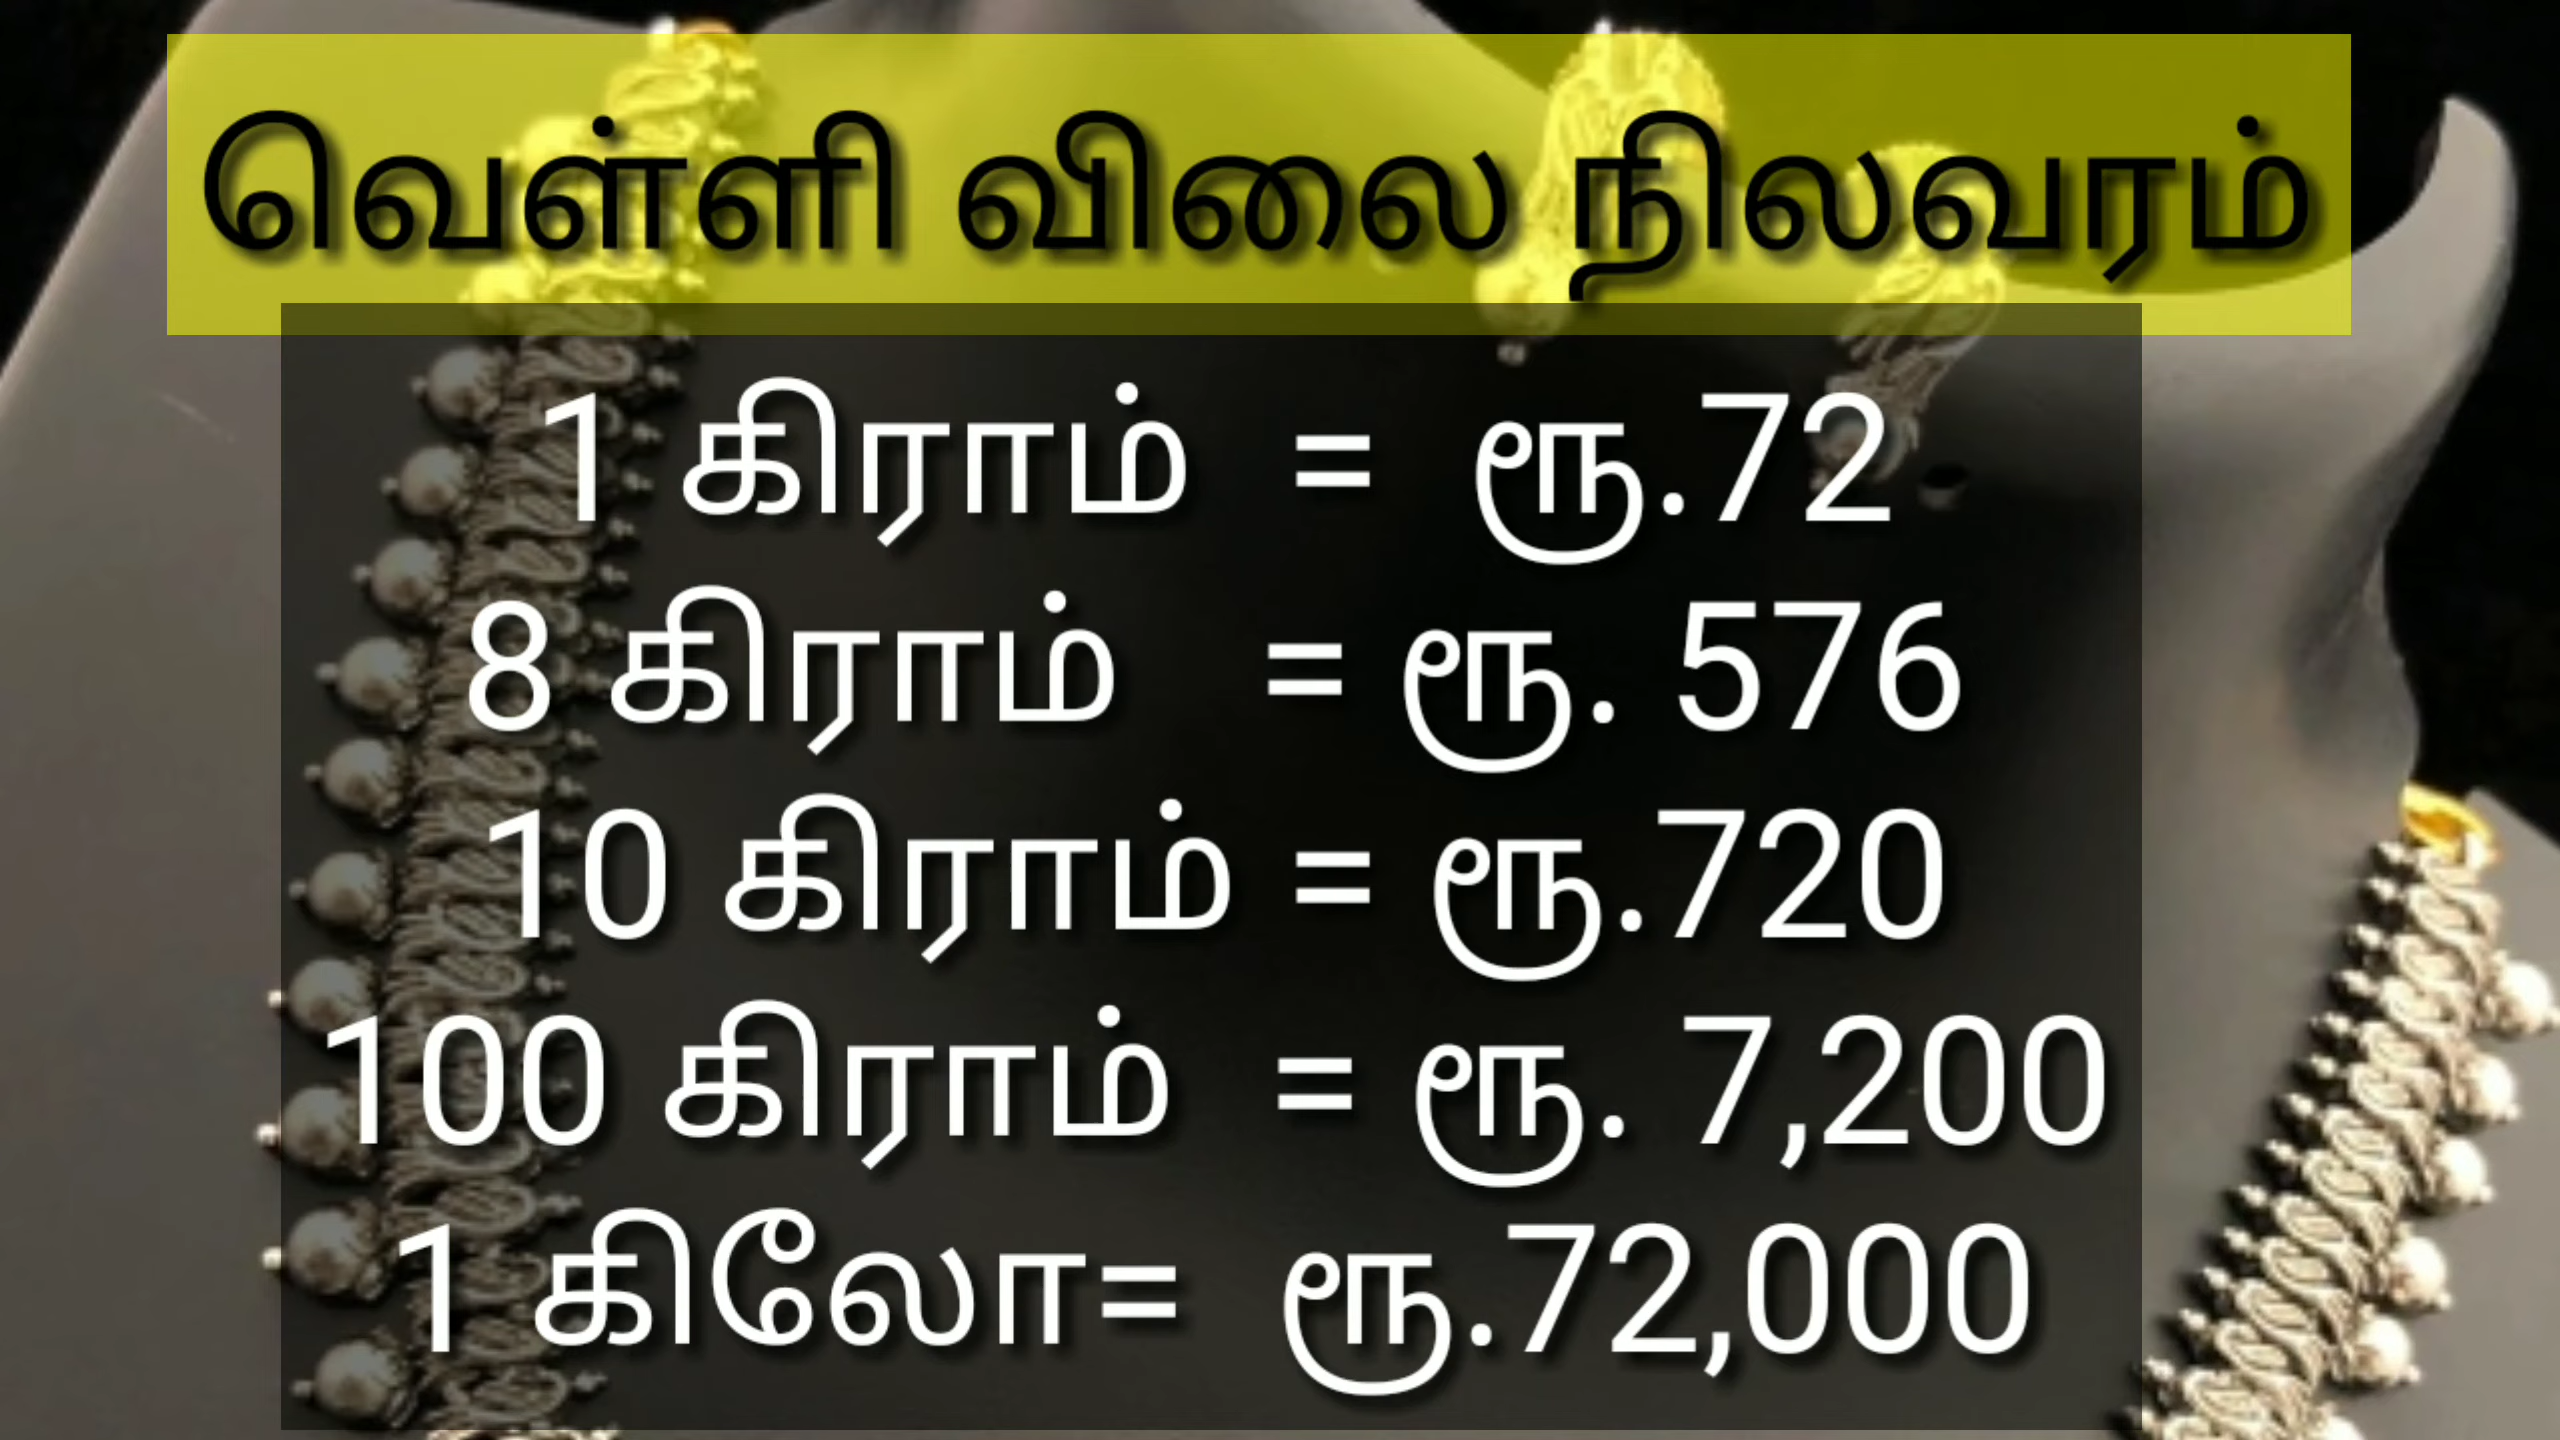 வெள்ளி விலை நிலவரம்
1 கிராம் = ரூ.72
8 கிராம் = ரூ. 576
10 கிராம் = ரூ.720
100 கிராம் = ரூ. 7,200
1 கிலோ= ரூ.72,000